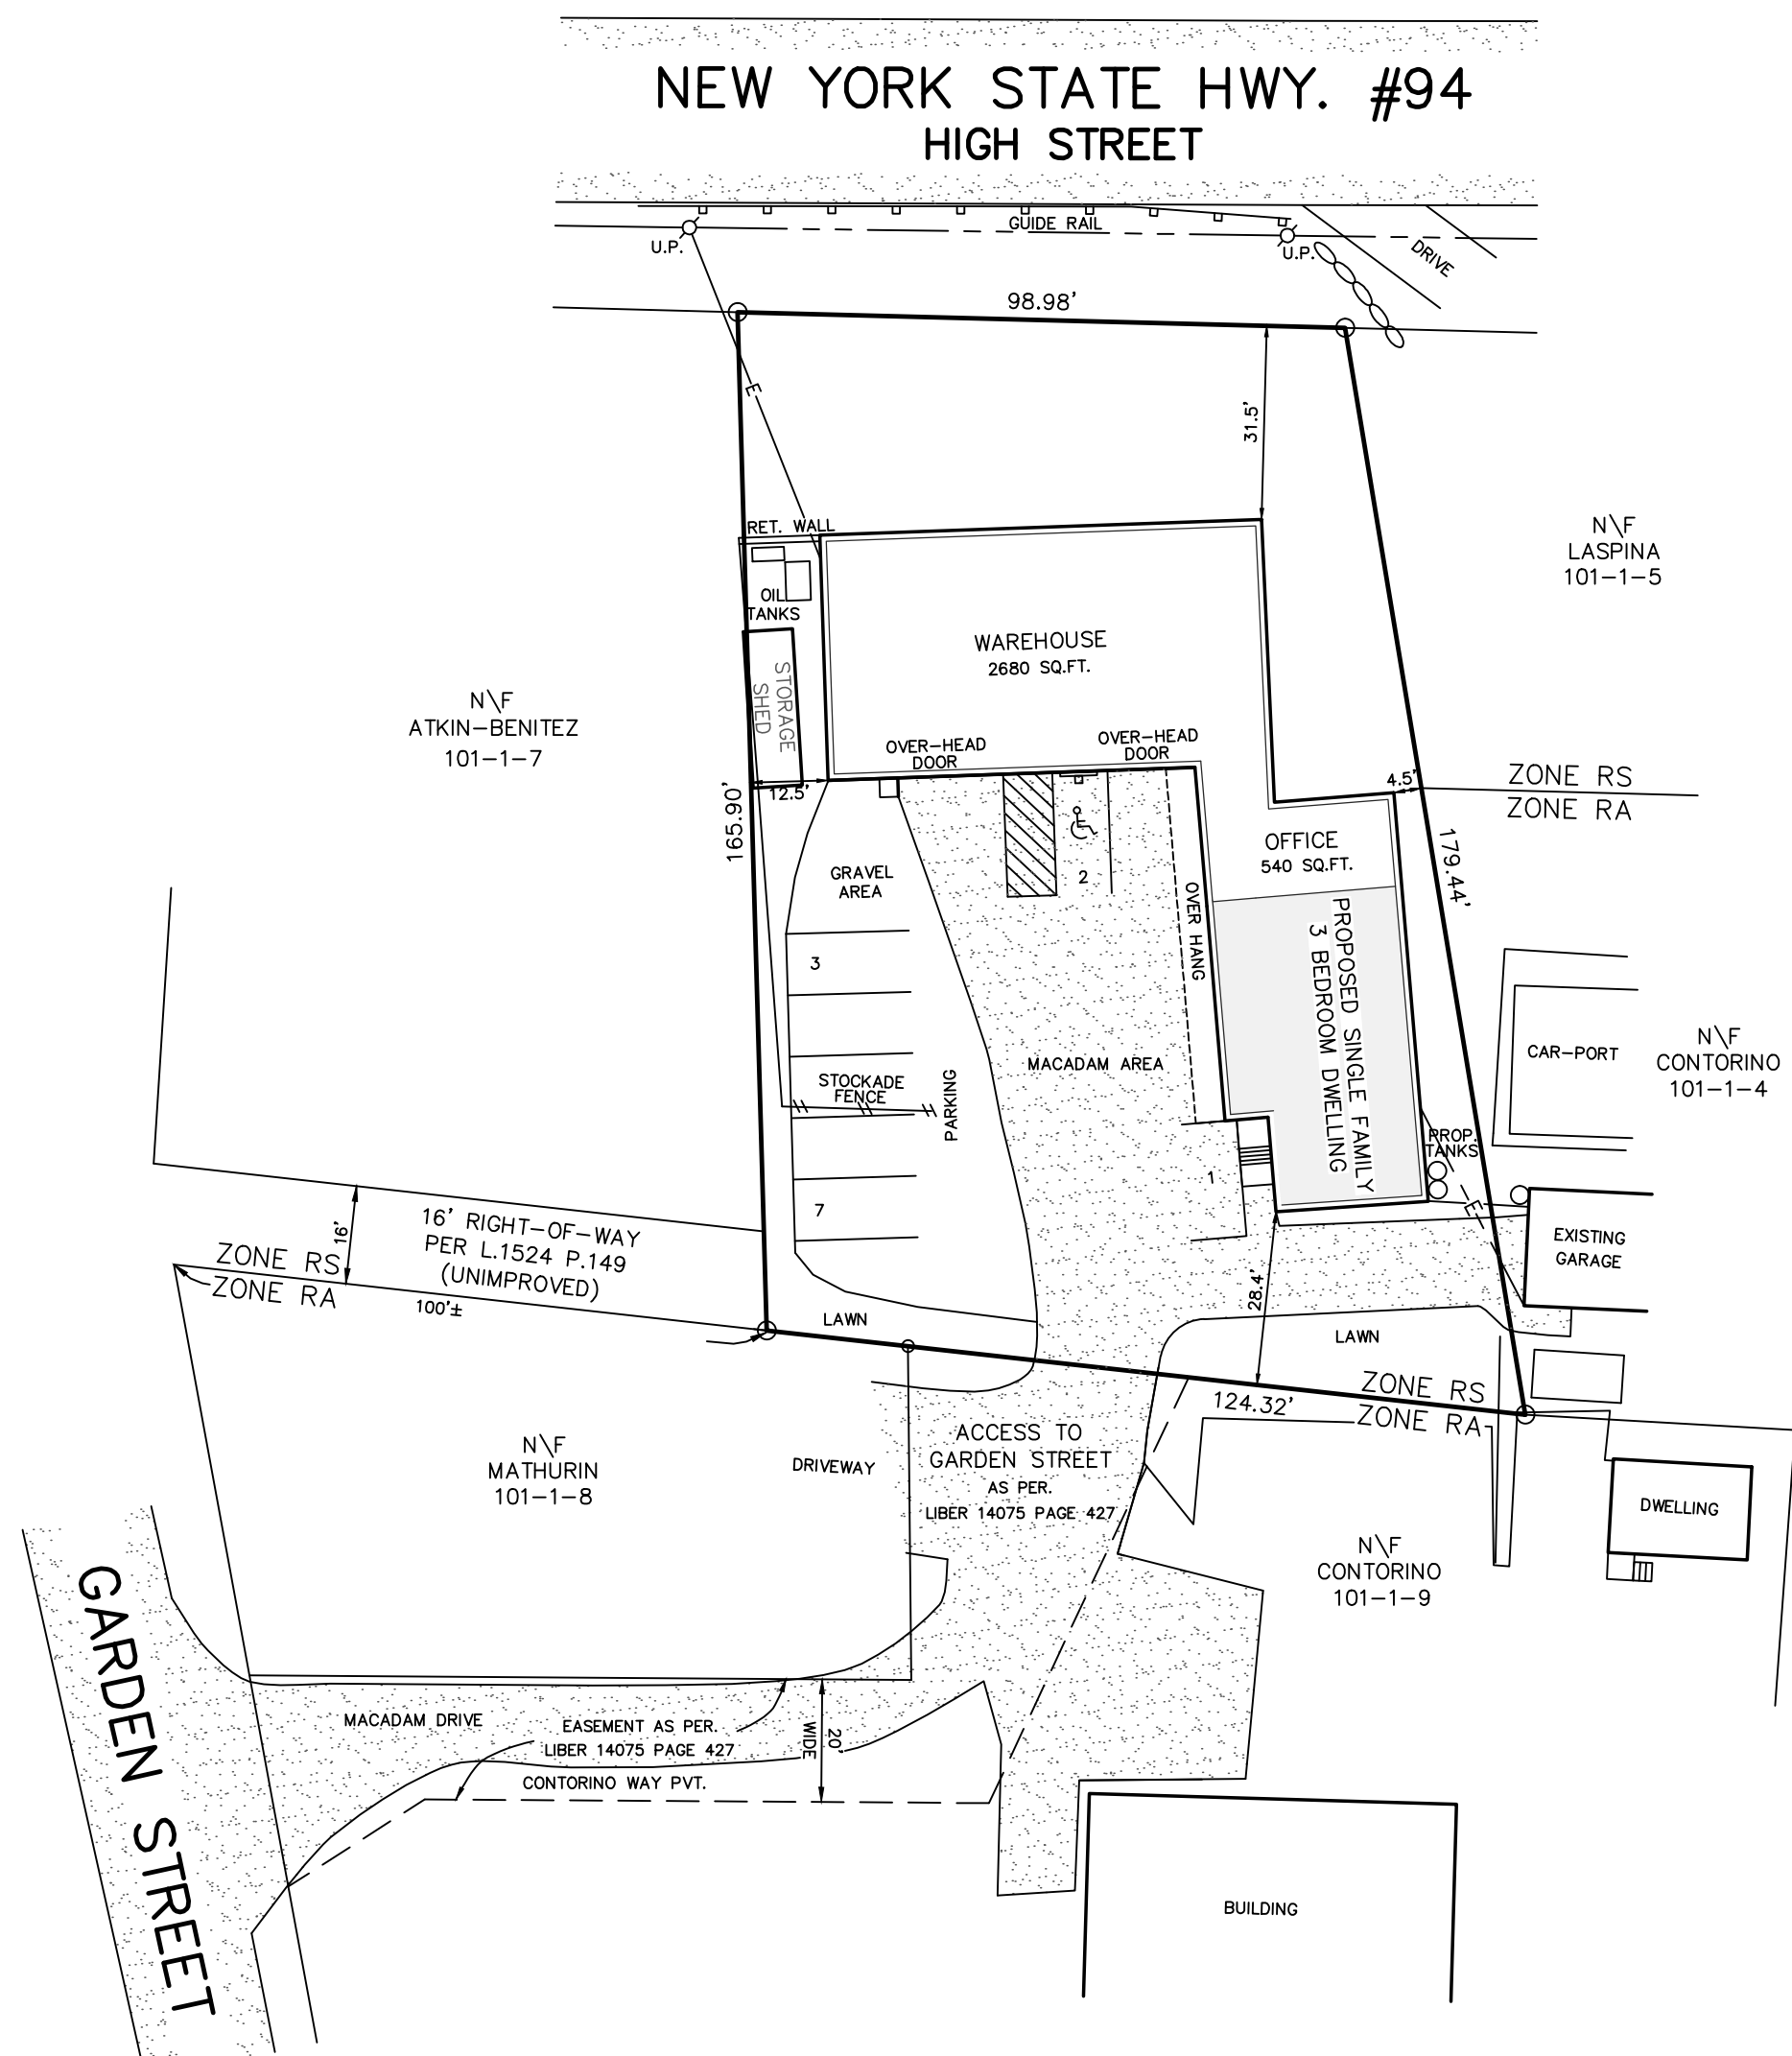 NEW YORK STATE HWY. #94
HIGH STREET
GUIDE RAIL
U.P.
U.P.
DRIVE
98.98'
E
31.5'
RET. WALL
N\F
LASPINA
101-1-5
OIL
TANKS
WAREHOUSE
2680 SQ.FT.
STORAGE
SHED
N\F
ATKIN-BENITEZ
101-1-7
OVER-HEAD
DOOR
OVER-HEAD
DOOR
12.5'
4.5'
ZONE RS
ZONE RA
165.90'
179.44'
OFFICE
540 SQ.FT.
GRAVEL
AREA
2
OVER HANG
PROPOSED SINGLE FAMILY
3 BEDROOM DWELLING
3
N\F
CONTORINO
101-1-4
CAR-PORT
MACADAM AREA
STOCKADE
FENCE
PARKING
PROP.
TANKS
1
7
E
16'
16' RIGHT-OF-WAY
PER L.1524 P.149
(UNIMPROVED)
EXISTING
GARAGE
ZONE RS
ZONE RA
100'±
28.4'
LAWN
LAWN
ZONE RS
ZONE RA
124.32'
ACCESS TO
GARDEN STREET
AS PER.
LIBER 14075 PAGE 427
DRIVEWAY
N\F
MATHURIN
101-1-8
DWELLING
N\F
CONTORINO
101-1-9
GARDEN STREET
MACADAM DRIVE
EASEMENT AS PER.
LIBER 14075 PAGE 427
20'
WIDE
CONTORINO WAY PVT.
BUILDING